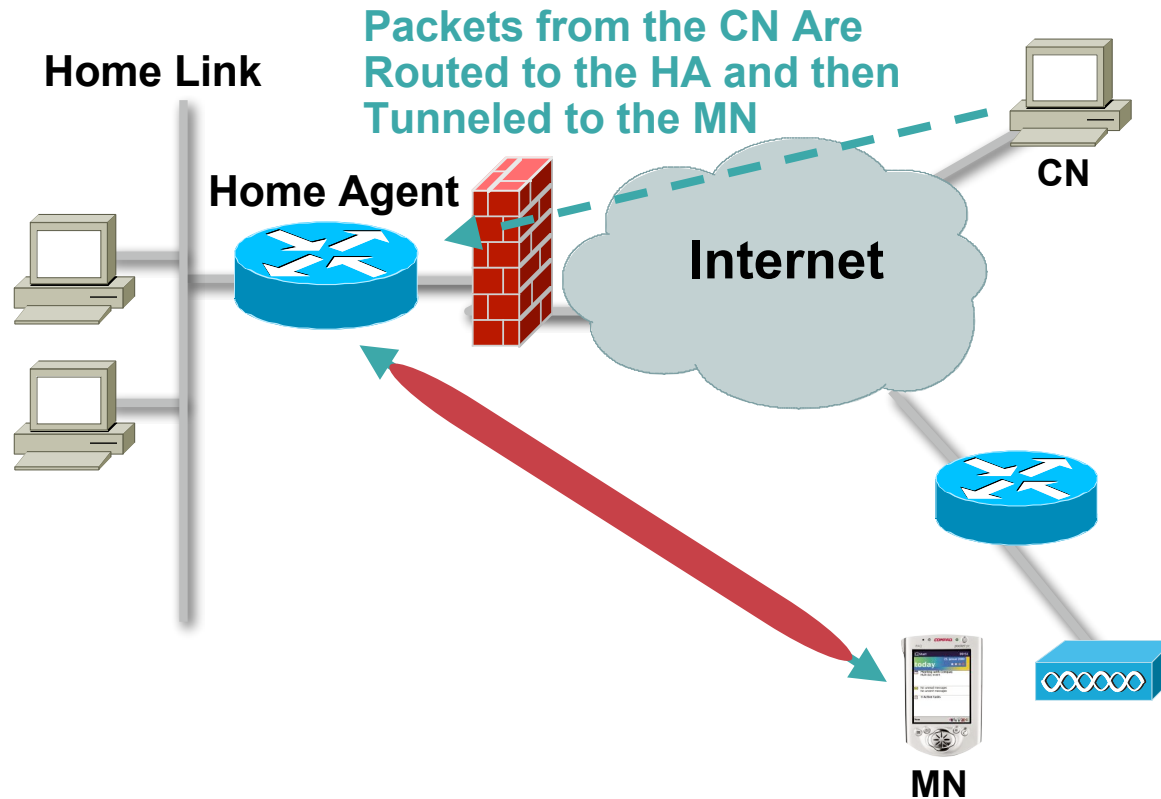 Packets from the CN Are
Routed to the HA and then
Tunneled to the MN
Home Link
Home Agent
CN
Internet
today
MN